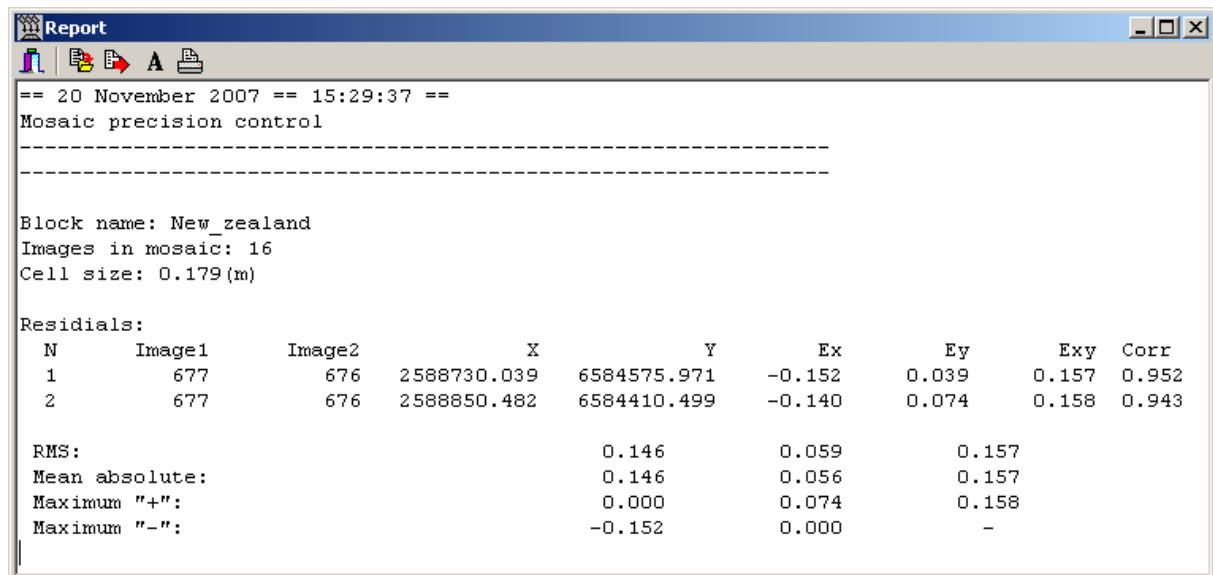 Report
== 20 November 2007 == 15:29:37 ==
Mosaic precision control
----------------------------------------------------------------
----------------------------------------------------------------
Block name: New_zealand
Images in mosaic: 16
Cell size: 0.179(m)
Residials:
N Image1 Image2 X Y Ex Ey Exy Corr
1 677 676 2588730.039 6584575.971 -0.152 0.039 0.157 0.952
2 677 676 2588850.482 6584410.499 -0.140 0.074 0.158 0.943
RMS: 0.146 0.059 0.157
Mean absolute: 0.146 0.056 0.157
Maximum "+": 0.000 0.074 0.158
Maximum "-": -0.152 0.000 -